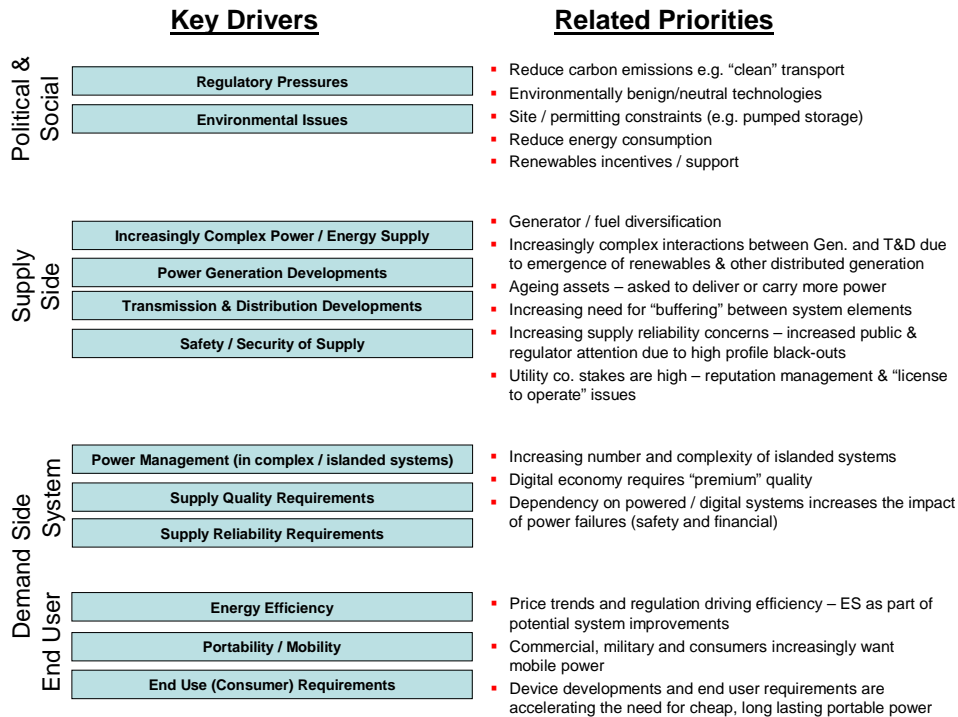 Key Drivers
Related Priorities
Political &
Social
Regulatory Pressures
Environmental Issues
▪ Reduce carbon emissions e.g. “clean” transport
▪ Environmentally benign/neutral technologies
▪ Site / permitting constraints (e.g. pumped storage)
▪ Reduce energy consumption
▪ Renewables incentives / support
Supply
Side
Increasingly Complex Power / Energy Supply
Power Generation Developments
Transmission & Distribution Developments
Safety / Security of Supply
▪ Generator / fuel diversification
▪ Increasingly complex interactions between Gen. and T&D due
to emergence of renewables & other distributed generation
▪ Ageing assets – asked to deliver or carry more power
▪ Increasing need for “buffering” between system elements
▪ Increasing supply reliability concerns – increased public &
regulator attention due to high profile black-outs
▪ Utility co. stakes are high – reputation management & “license
to operate” issues
Demand Side
System
Power Management (in complex / islanded systems)
Supply Quality Requirements
Supply Reliability Requirements
▪ Increasing number and complexity of islanded systems
▪ Digital economy requires “premium” quality
▪ Dependency on powered / digital systems increases the impact
of power failures (safety and financial)
End User
Energy Efficiency
Portability / Mobility
End Use (Consumer) Requirements
▪ Price trends and regulation driving efficiency – ES as part of
potential system improvements
▪ Commercial, military and consumers increasingly want
mobile power
▪ Device developments and end user requirements are
accelerating the need for cheap, long lasting portable power